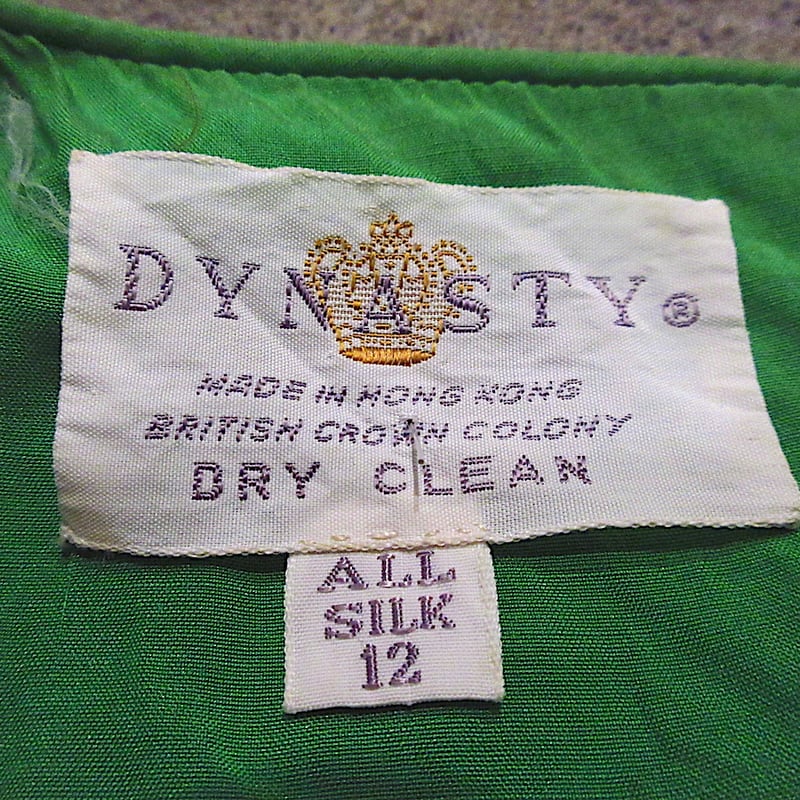 DYNASTY®
MADE IN HONG KONG
BRITISH CROWN COLONY
DRY CLEAN
ALL
SILK
12